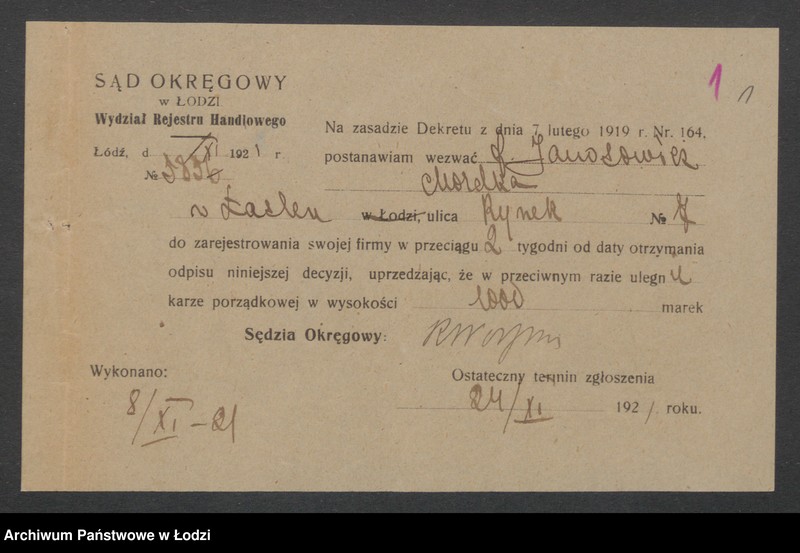 1 1
SĄD OKRĘGOWY
w ŁODZI
Wydział Rejestru Handlowego
Łódź, d 7/XI 1921 r
№
Na zasadzie Dekretu z dnia 7 lutego 1919 r. Nr. 164,
postanawiam wezwać
w Łasku w Łodzi, ulica Rynek № 7
do zarejestrowania swojej firmy w przeciągu 2 tygodni od daty otrzymania
odpisu niniejszej decyzji, uprzedzając, że w przeciwnym razie ulegn
karze porządkowej w wysokości 1000 marek
Sędzia Okręgowy:
Wykonano:
8/XI - 21
Ostateczny termin zgłoszenia
24/XI 1921 roku.
Archiwum Państwowe w Łodzi